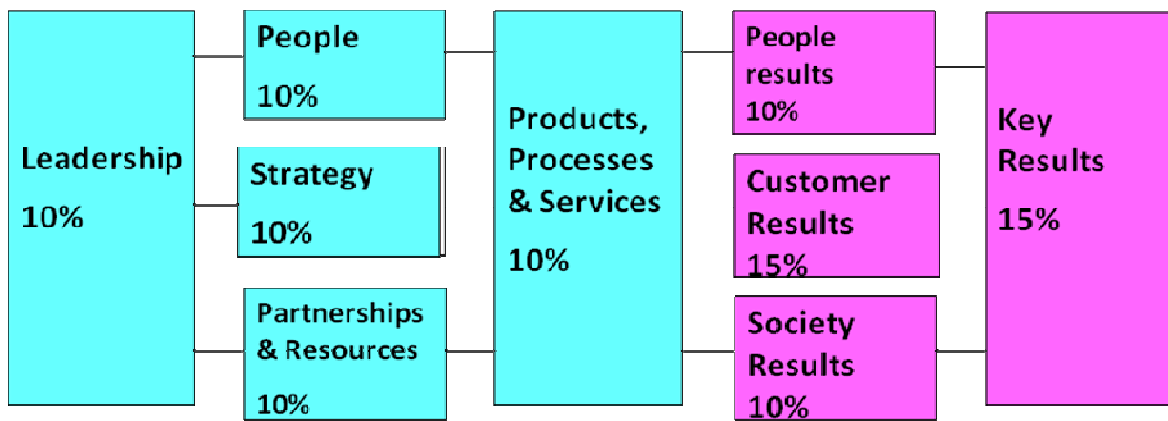 Leadership
10%
People
10%
Strategy
10%
Partnerships
& Resources
10%
Products,
Processes
& Services
10%
People
results
10%
Customer
Results
15%
Society
Results
10%
Key
Results
15%